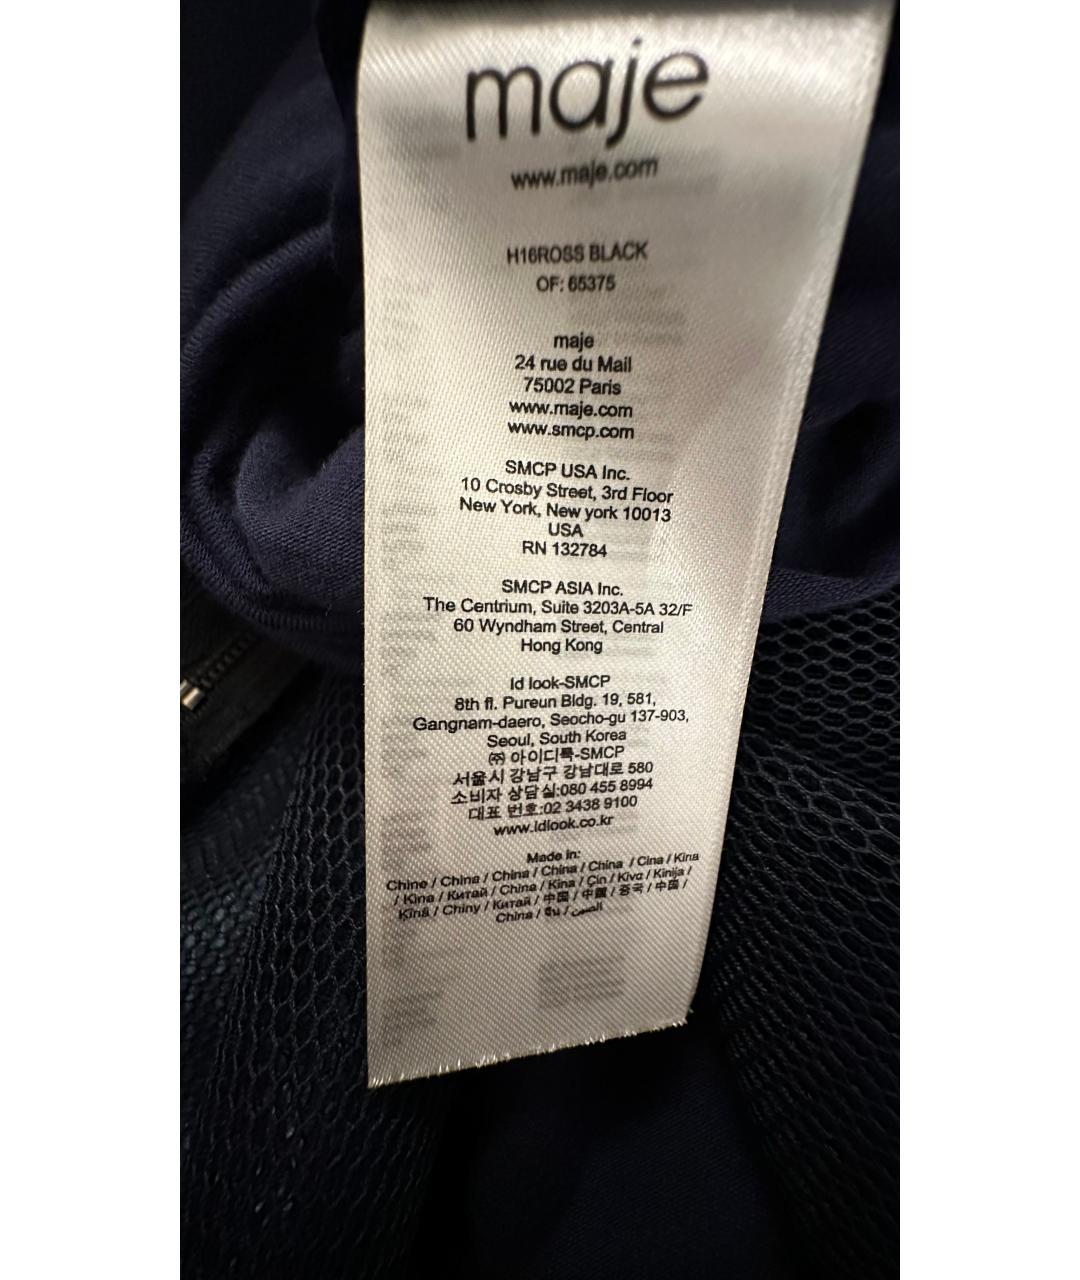 maje
www.maje.com
H16ROSS BLACK
OF: 65375
maje
24 rue du Mail
75002 Paris
www.maje.com
www.smcp.com
SMCP USA Inc.
10 Crosby Street, 3rd Floor
New York, New york 10013
USA
RN 132784
SMCP ASIA Inc.
The Centrium, Suite 3203A-5A 32/F
60 Wyndham Street, Central
Hong Kong
Id look-SMCP
8th fl. Pureun Bldg. 19, 581,
Gangnam-daero, Seocho-gu 137-903,
Seoul, South Korea
㈜ 아이디룩-SMCP
서울시 강남구 강남대로 580
소비자 상담실:080 455 8994
대표 번호:02 3438 9100
www.idlook.co.kr
Made in:
Chine / China / China / China / China / Cina / Kina
/ Kina / Китай / China / Kina / Çin / Kiva / Kinija /
Ķīnā / Chiny / Китай / 中国 / 中國 / 중국 / 中国 /
China / จีน / الصين